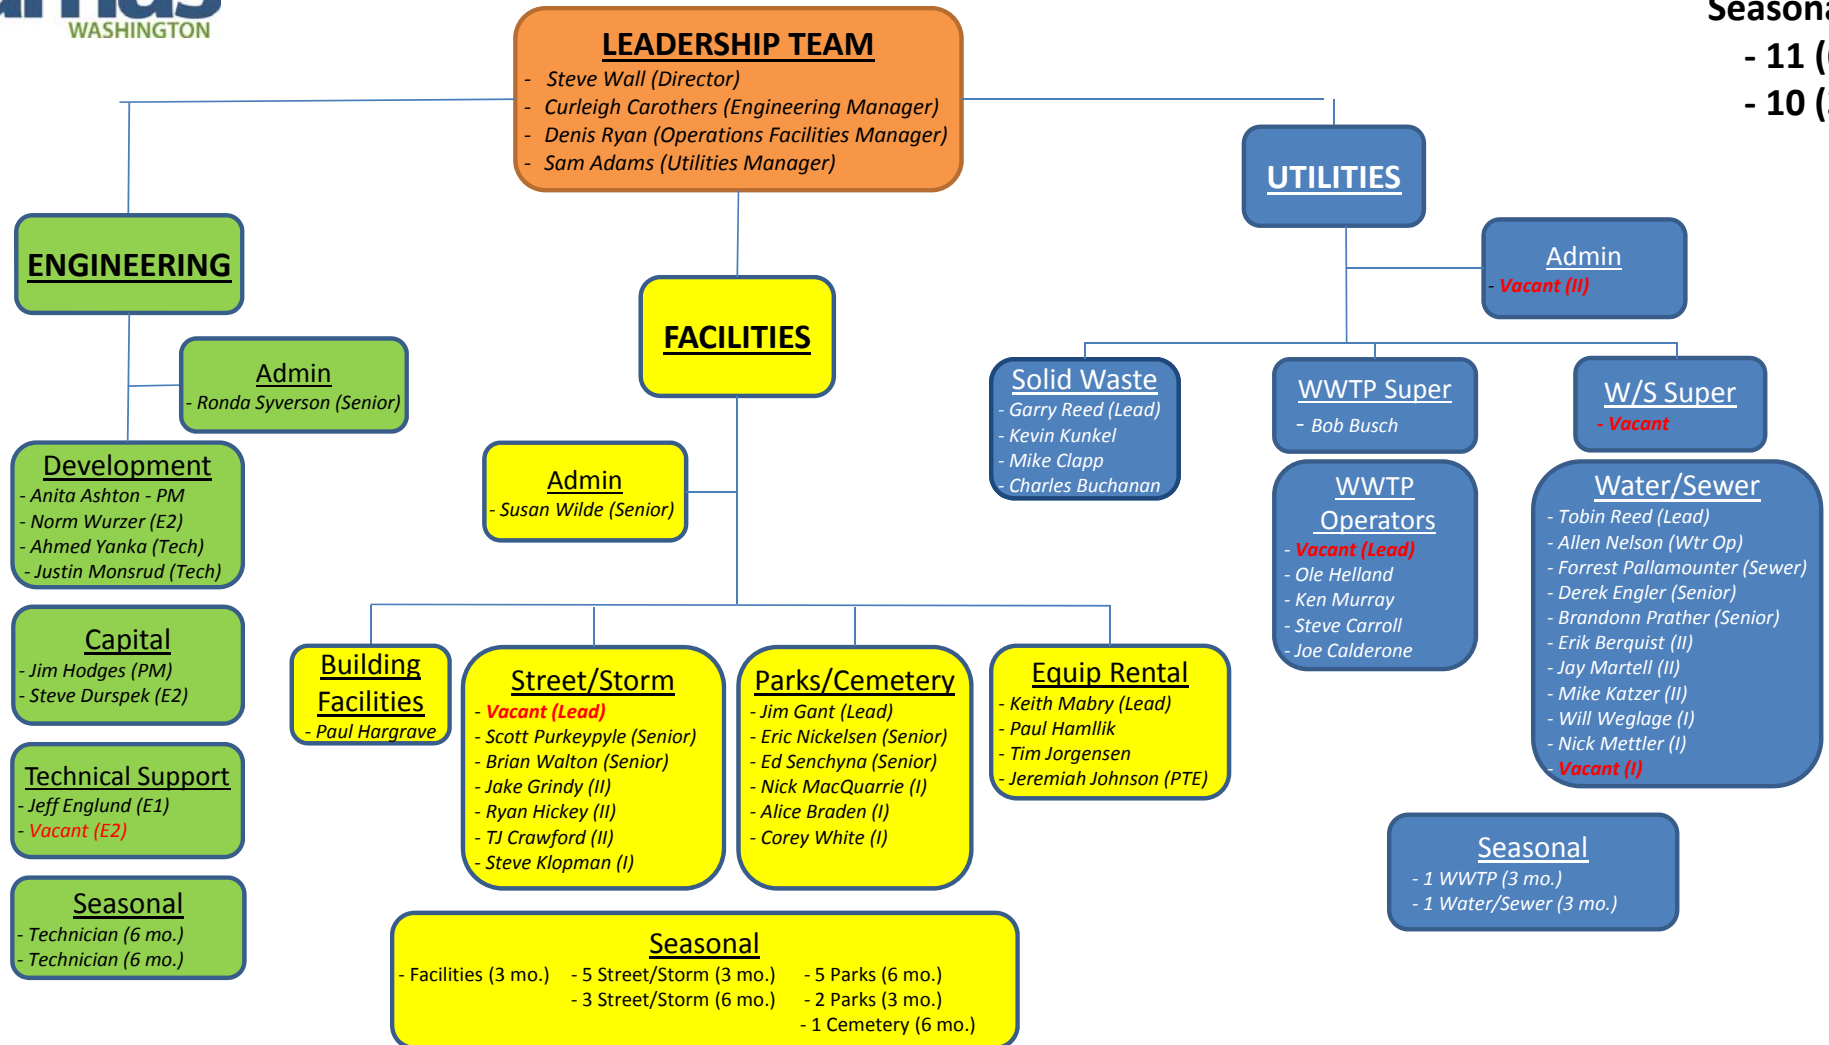 WASHINGTON
- 11
- 10
LEADERSHIP TEAM
- Steve Wall (Director)
- Curleigh Carothers (Engineering Manager)
- Denis Ryan (Operations Facilities Manager)
- Sam Adams (Utilities Manager)
ENGINEERING
Admin
- Ronda Syverson (Senior)
Development
- Anita Ashton - PM
- Norm Wurzer (E2)
- Ahmed Yanka (Tech)
- Justin Monsrud (Tech)
Capital
- Jim Hodges (PM)
- Steve Durspek (E2)
Technical Support
- Jeff Englund (E1)
- Vacant (E2)
Seasonal
- Technician (6 mo.)
- Technician (6 mo.)
FACILITIES
Admin
- Susan Wilde (Senior)
Building
Facilities
- Paul Hargrave
Street/Storm
- Vacant (Lead)
- Scott Purkeypyle (Senior)
- Brian Walton (Senior)
- Jake Grindy (II)
- Ryan Hickey (II)
- TJ Crawford (II)
- Steve Klopman (I)
Parks/Cemetery
- Jim Gant (Lead)
- Eric Nickelsen (Senior)
- Ed Senchyna (Senior)
- Nick MacQuarrie (I)
- Alice Braden (I)
- Corey White (I)
Equip Rental
- Keith Mabry (Lead)
- Paul Hamllik
- Tim Jorgensen
- Jeremiah Johnson (PTE)
Seasonal
- Facilities (3 mo.) - 5 Street/Storm (3 mo.) - 5 Parks (6 mo.)
- 3 Street/Storm (6 mo.) - 2 Parks (3 mo.)
- 1 Cemetery (6 mo.)
UTILITIES
Admin
- Vacant (II)
Solid Waste
- Garry Reed (Lead)
- Kevin Kunkel
- Mike Clapp
- Charles Buchanan
WWTP Super
- Bob Busch
WWTP
Operators
- Vacant (Lead)
- Ole Helland
- Ken Murray
- Steve Carroll
- Joe Calderone
W/S Super
- Vacant
Water/Sewer
- Tobin Reed (Lead)
- Allen Nelson (Wtr Op)
- Forrest Pallamounter (Sewer)
- Derek Engler (Senior)
- Brandonn Prather (Senior)
- Erik Berquist (II)
- Jay Martell (II)
- Mike Katzer (II)
- Will Weglage (I)
- Nick Mettler (I)
- Vacant (I)
Seasonal
- 1 WWTP (3 mo.)
- 1 Water/Sewer (3 mo.)